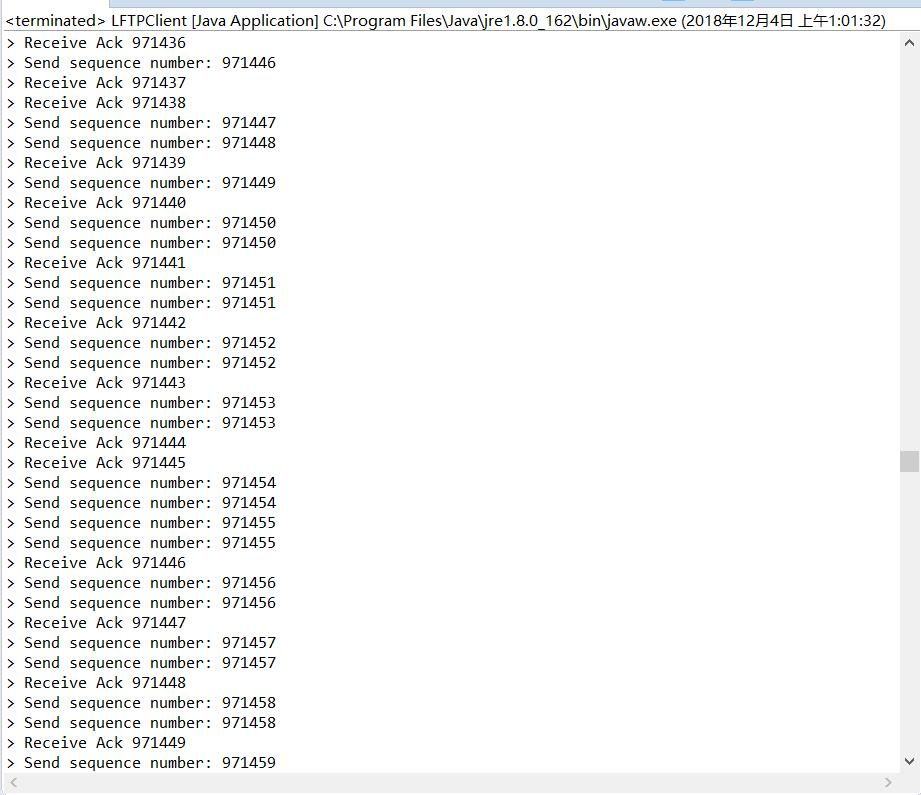 <terminated> LFTPClient [Java Application] C:\Program Files\Java\jre1.8.0_162\bin\javaw.exe (2018年12月4日 上午1:01:32)
> Receive Ack 971436
> Send sequence number: 971446
> Receive Ack 971437
> Receive Ack 971438
> Send sequence number: 971447
> Send sequence number: 971448
> Receive Ack 971439
> Send sequence number: 971449
> Receive Ack 971440
> Send sequence number: 971450
> Send sequence number: 971450
> Receive Ack 971441
> Send sequence number: 971451
> Send sequence number: 971451
> Receive Ack 971442
> Send sequence number: 971452
> Send sequence number: 971452
> Receive Ack 971443
> Send sequence number: 971453
> Send sequence number: 971453
> Receive Ack 971444
> Receive Ack 971445
> Send sequence number: 971454
> Send sequence number: 971454
> Send sequence number: 971455
> Send sequence number: 971455
> Receive Ack 971446
> Send sequence number: 971456
> Send sequence number: 971456
> Receive Ack 971447
> Send sequence number: 971457
> Send sequence number: 971457
> Receive Ack 971448
> Send sequence number: 971458
> Send sequence number: 971458
> Receive Ack 971449
> Send sequence number: 971459